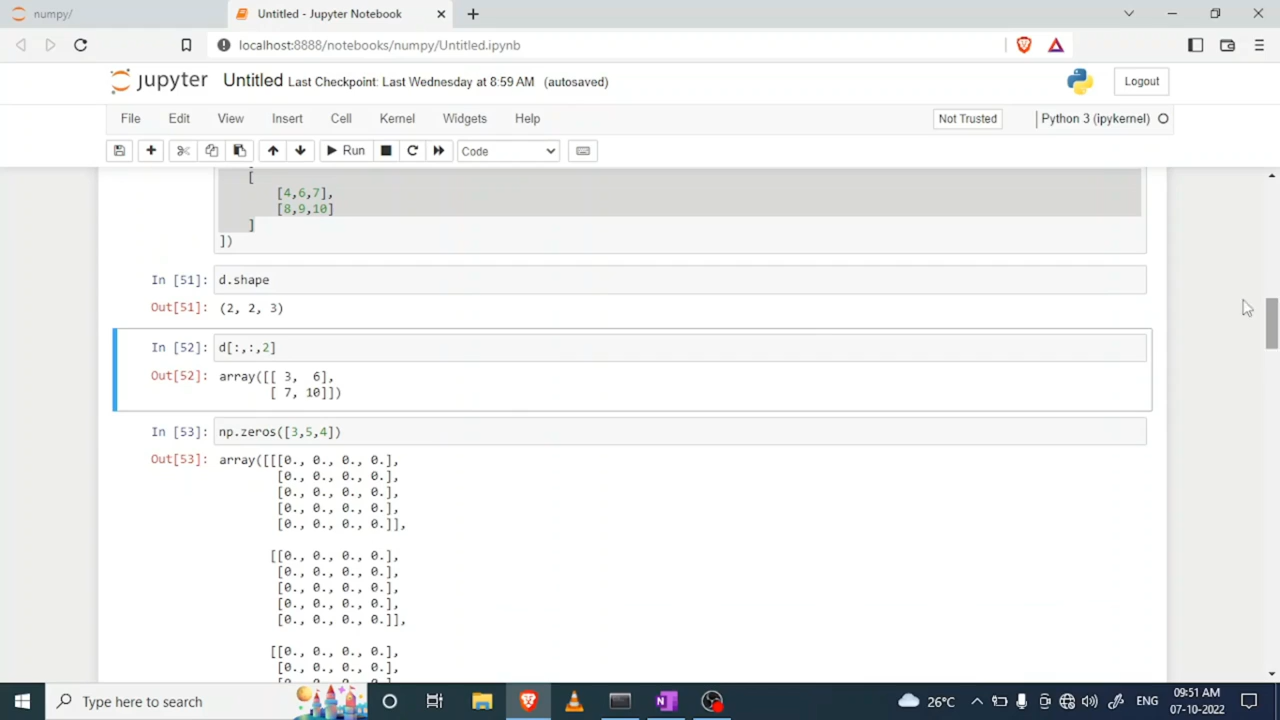 numpy/
Untitled - Jupyter Notebook
localhost:8888/notebooks/numpy/Untitled.ipynb
jupyter Untitled Last Checkpoint: Last Wednesday at 8:59 AM (autosaved)
Logout
File Edit View Insert Cell Kernel Widgets Help
Not Trusted
Python 3 (ipykernel)
Run
Code
[
[4,6,7],
[8,9,10]
]
])
In [51]: d.shape
Out[51]: (2, 2, 3)
In [52]: d[:,:,2]
Out[52]: array([[ 3, 6],
[ 7, 10]])
In [53]: np.zeros([3,5,4])
Out[53]: array([[[0., 0., 0., 0.],
[0., 0., 0., 0.],
[0., 0., 0., 0.],
[0., 0., 0., 0.],
[0., 0., 0., 0.]],
[[0., 0., 0., 0.],
[0., 0., 0., 0.],
[0., 0., 0., 0.],
[0., 0., 0., 0.],
[0., 0., 0., 0.]],
[[0., 0., 0., 0.],
[0., 0., 0., 0.],
Type here to search
26°C
ENG
09:51 AM
07-10-2022